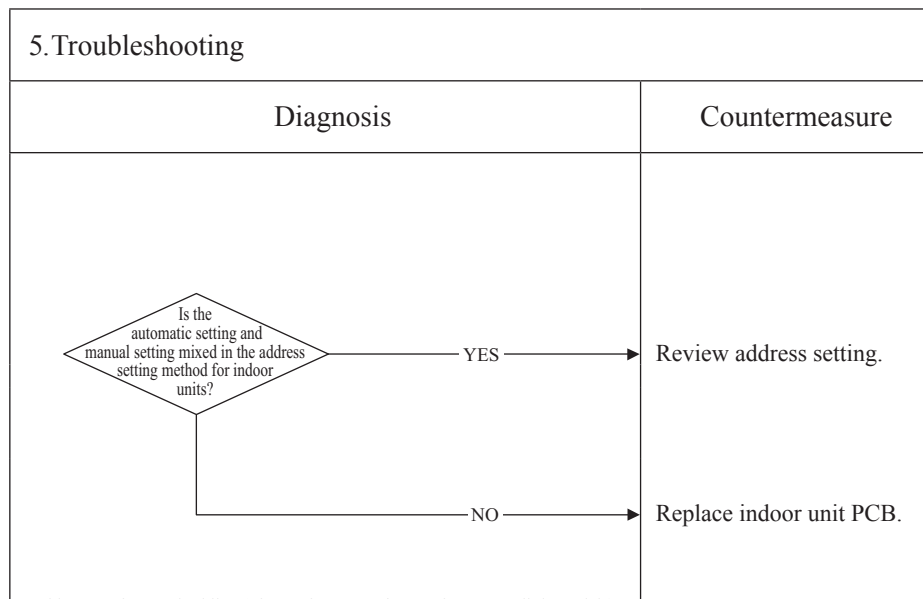 5.Troubleshooting
Diagnosis
Countermeasure
Is the
automatic setting and
manual setting mixed in the address
setting method for indoor
units?
YES
Review address setting.
NO
Replace indoor unit PCB.